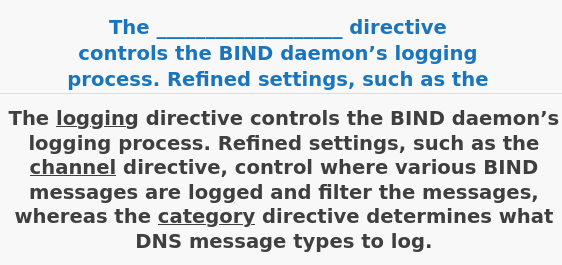 The ___________________ directive
controls the BIND daemon’s logging
process. Refined settings, such as the
The logging directive controls the BIND daemon’s
logging process. Refined settings, such as the
channel directive, control where various BIND
messages are logged and filter the messages,
whereas the category directive determines what
DNS message types to log.